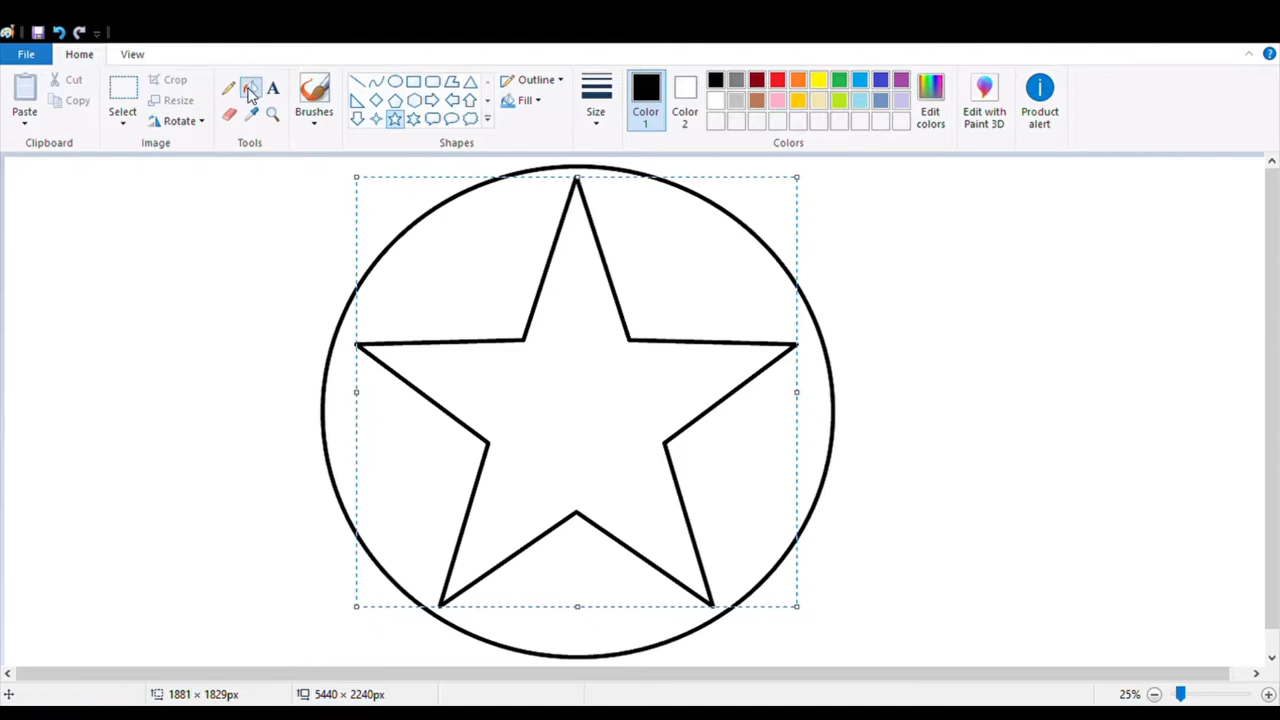 File Home View
Paste
Cut
Copy
Clipboard
Select
Crop
Resize
Rotate
Image
A
Tools
Brushes
Outline
Fill
Shapes
Size
Color 1
Color 2
Edit colors
Colors
Edit with Paint 3D
Product alert
1881 × 1829px 5440 × 2240px 25%